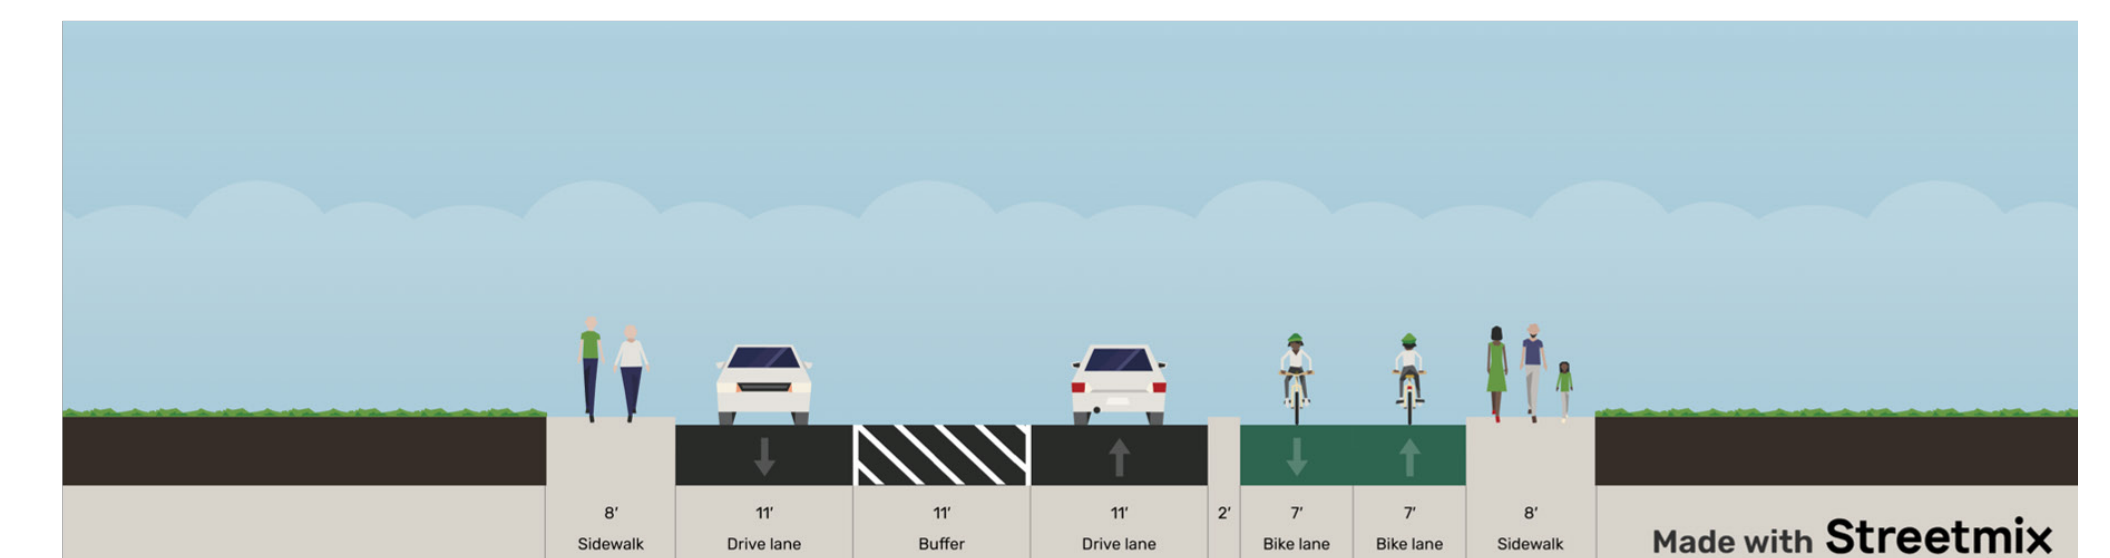 8′ 11′ 11′ 11′ 2′ 7′ 7′ 8′
Sidewalk Drive lane Buffer Drive lane Bike lane Bike lane Sidewalk
Made with Streetmix